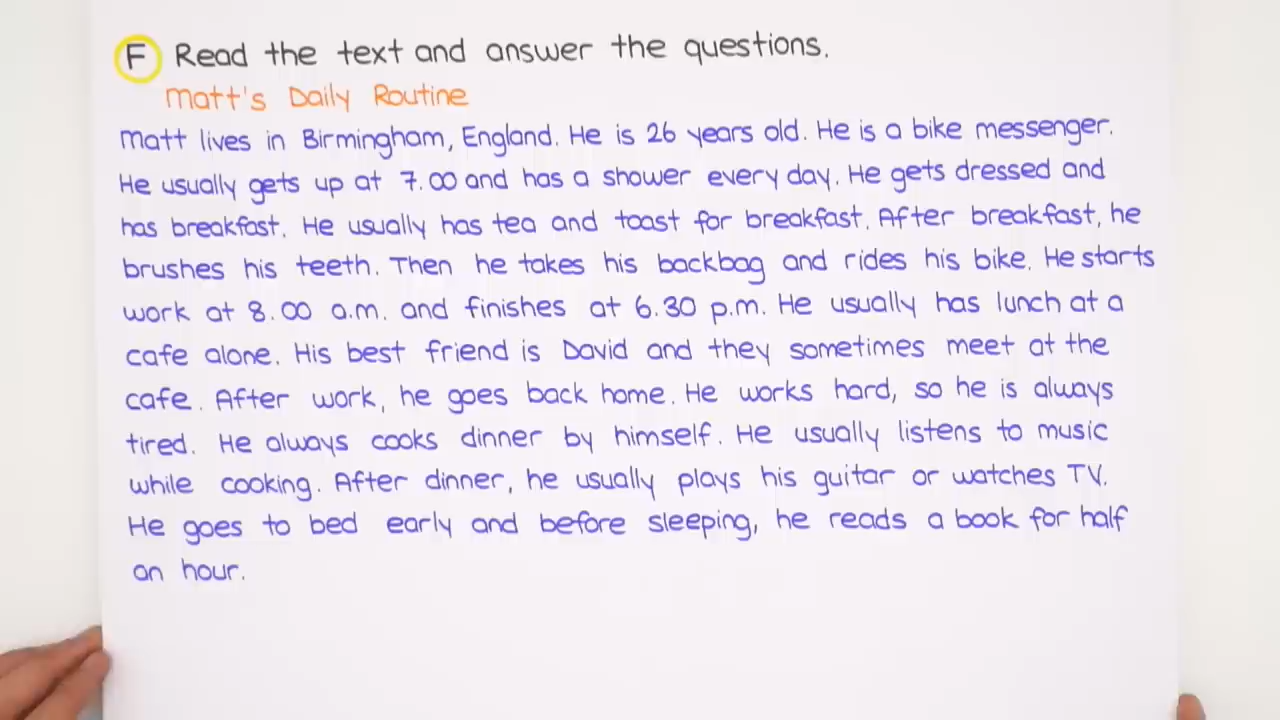 F Read the text and answer the questions.
Matt's Daily Routine
Matt lives in Birmingham, England. He is 26 years old. He is a bike messenger.
He usually gets up at 7.00 and has a shower every day. He gets dressed and
has breakfast. He usually has tea and toast for breakfast. After breakfast, he
brushes his teeth. Then he takes his backbag and rides his bike. He starts
work at 8.00 a.m. and finishes at 6.30 p.m. He usually has lunch at a
cafe alone. His best friend is David and they sometimes meet at the
cafe. After work, he goes back home. He works hard, so he is always
tired. He always cooks dinner by himself. He usually listens to music
while cooking. After dinner, he usually plays his guitar or watches TV.
He goes to bed early and before sleeping, he reads a book for half
an hour.